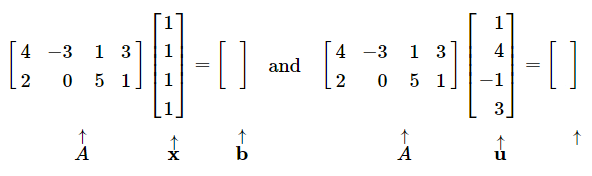 [ 4 −3 1 3 ; 2 0 5 1 ] [ 1 ; 1 ; 1 ; 1 ] = [ ] and [ 4 −3 1 3 ; 2 0 5 1 ] [ 1 ; 4 ; −1 ; 3 ] = [ ]
↑ ↑ ↑ ↑ ↑ ↑
A x b A u